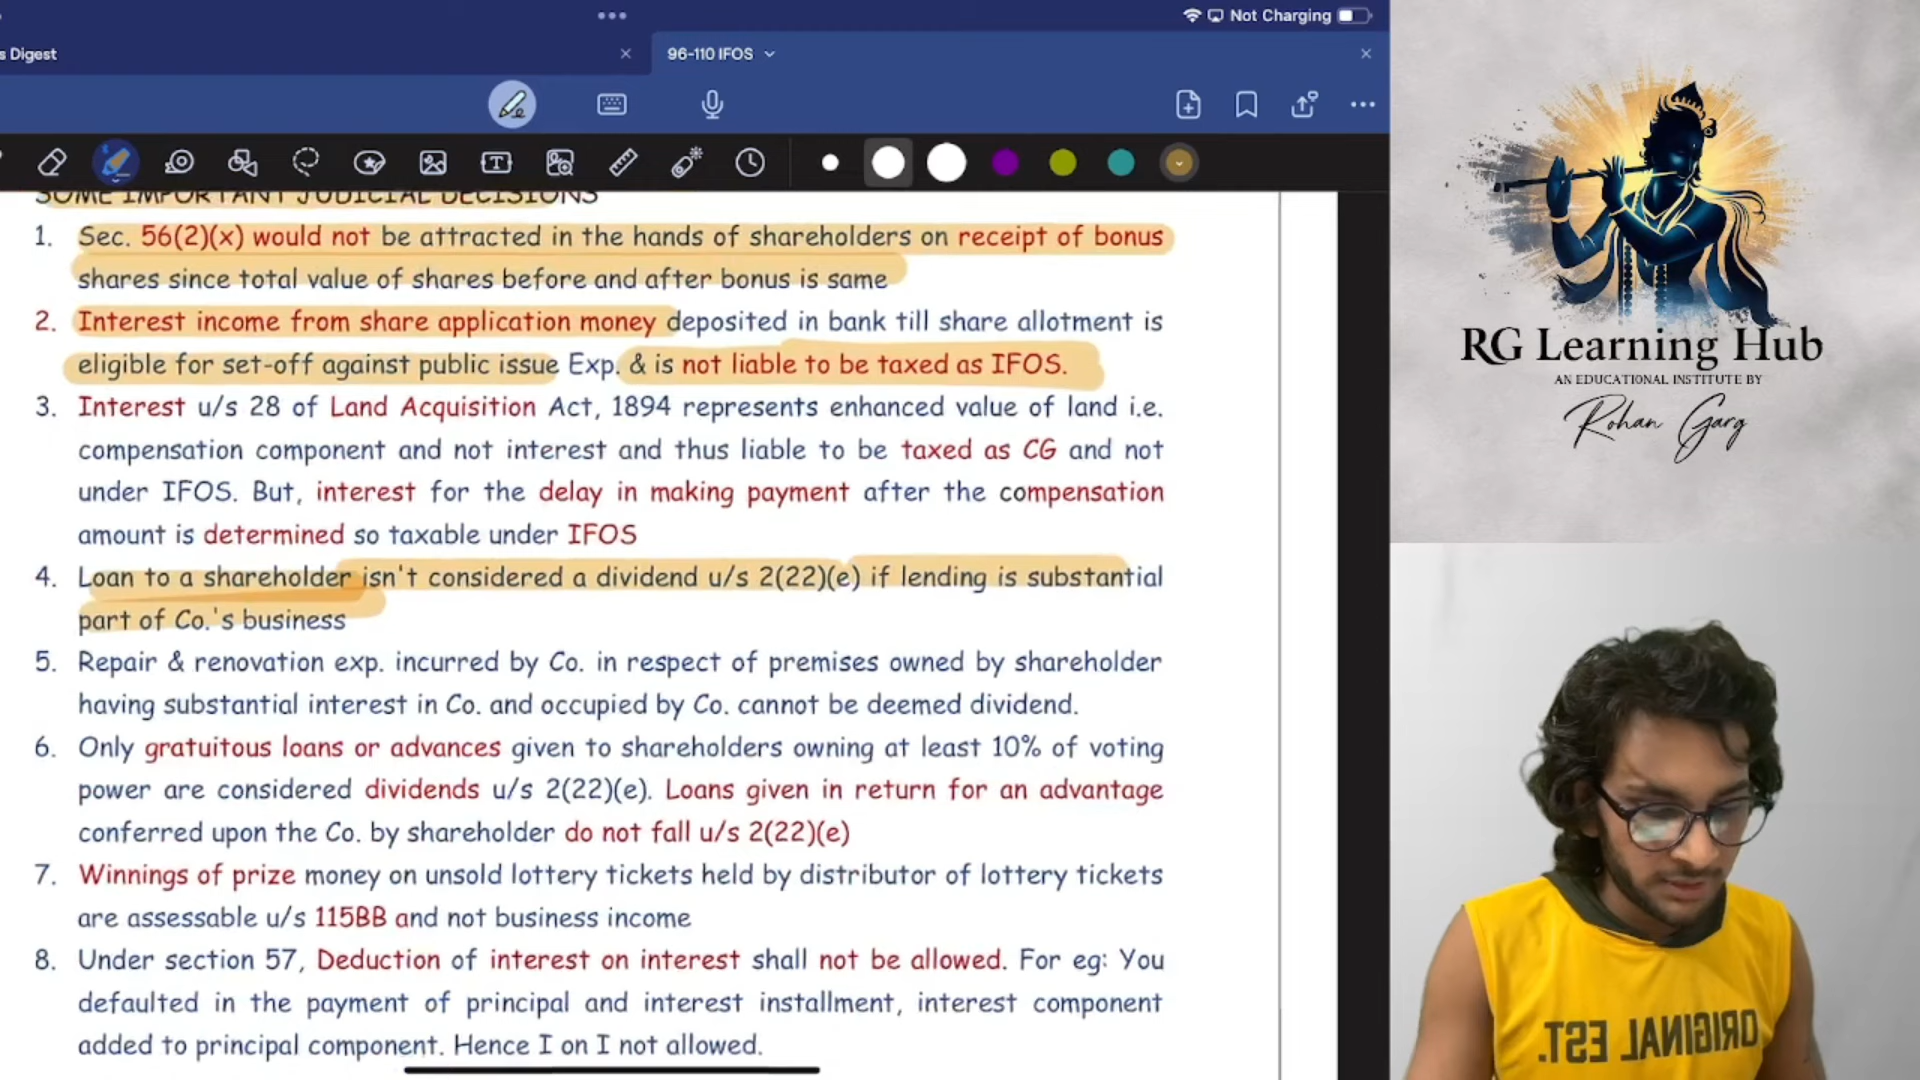 Not Charging
s Digest
96-110 IFOS
SOME IMPORTANT JUDICIAL DECISIONS
1. Sec. 56(2)(x) would not be attracted in the hands of shareholders on receipt of bonus
shares since total value of shares before and after bonus is same
2. Interest income from share application money deposited in bank till share allotment is
eligible for set-off against public issue Exp. & is not liable to be taxed as IFOS.
3. Interest u/s 28 of Land Acquisition Act, 1894 represents enhanced value of land i.e.
compensation component and not interest and thus liable to be taxed as CG and not
under IFOS. But, interest for the delay in making payment after the compensation
amount is determined so taxable under IFOS
4. Loan to a shareholder isn't considered a dividend u/s 2(22)(e) if lending is substantial
part of Co.'s business
5. Repair & renovation exp. incurred by Co. in respect of premises owned by shareholder
having substantial interest in Co. and occupied by Co. cannot be deemed dividend.
6. Only gratuitous loans or advances given to shareholders owning at least 10% of voting
power are considered dividends u/s 2(22)(e). Loans given in return for an advantage
conferred upon the Co. by shareholder do not fall u/s 2(22)(e)
7. Winnings of prize money on unsold lottery tickets held by distributor of lottery tickets
are assessable u/s 115BB and not business income
8. Under section 57, Deduction of interest on interest shall not be allowed. For eg: You
defaulted in the payment of principal and interest installment, interest component
added to principal component. Hence I on I not allowed.
RG Learning Hub
AN EDUCATIONAL INSTITUTE BY
Rohan Garg
ORIGINAL EST.